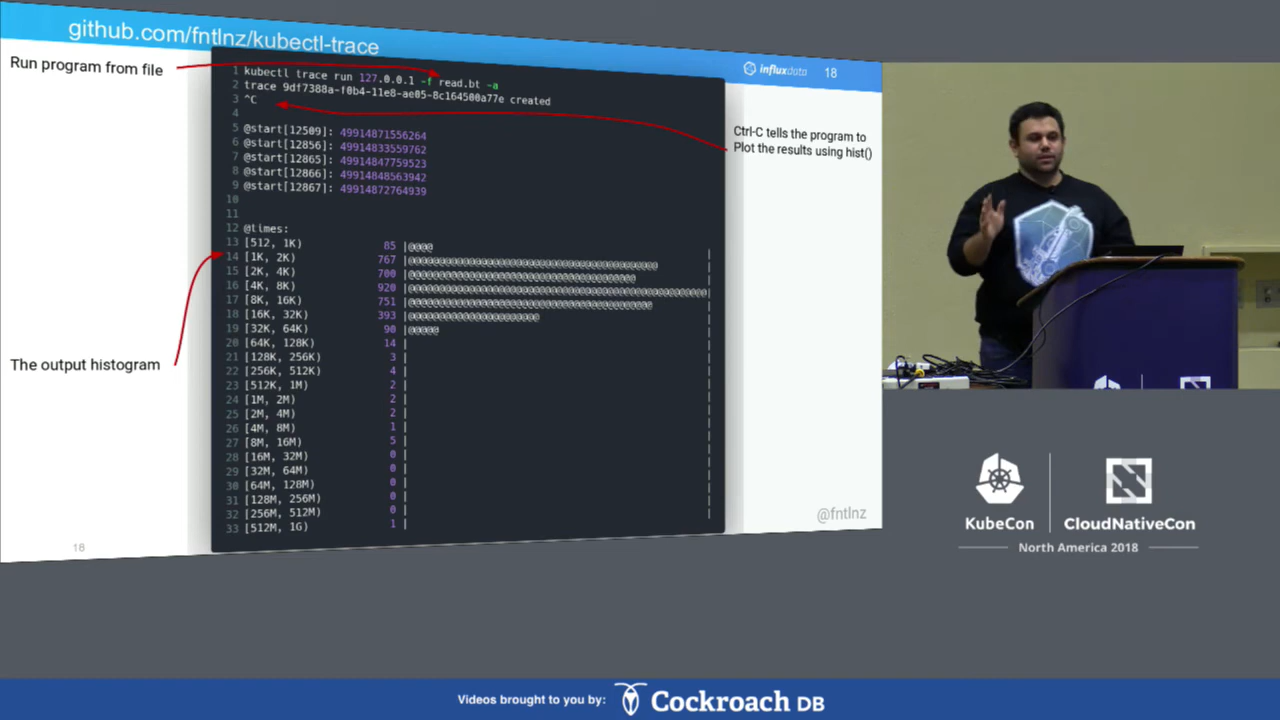 github.com/fntlnz/kubectl-trace
influxdata 18
Run program from file
1 kubectl trace run 127.0.0.1 -f read.bt -a
2 trace 9df7388a-f0b4-11e8-ae05-8c164500a77e created
3 ^C
4
5 @start[12509]: 49914871556264
6 @start[12856]: 49914833559762
7 @start[12865]: 49914847759523
8 @start[12866]: 49914848563942
9 @start[12867]: 49914872764939
10
11
12 @times:
13 [512, 1K) 85 |@@@@ |
14 [1K, 2K) 767 |@@@@@@@@@@@@@@@@@@@@@@@@@@@@@@@@@@@@@@@@@@@ |
15 [2K, 4K) 700 |@@@@@@@@@@@@@@@@@@@@@@@@@@@@@@@@@@@@@@@ |
16 [4K, 8K) 920 |@@@@@@@@@@@@@@@@@@@@@@@@@@@@@@@@@@@@@@@@@@@@@@@@@@@@|
17 [8K, 16K) 751 |@@@@@@@@@@@@@@@@@@@@@@@@@@@@@@@@@@@@@@@@@@ |
18 [16K, 32K) 393 |@@@@@@@@@@@@@@@@@@@@@@ |
19 [32K, 64K) 90 |@@@@@ |
20 [64K, 128K) 14 | |
21 [128K, 256K) 3 | |
22 [256K, 512K) 4 | |
23 [512K, 1M) 2 | |
24 [1M, 2M) 2 | |
25 [2M, 4M) 2 | |
26 [4M, 8M) 1 | |
27 [8M, 16M) 5 | |
28 [16M, 32M) 0 | |
29 [32M, 64M) 0 | |
30 [64M, 128M) 0 | |
31 [128M, 256M) 0 | |
32 [256M, 512M) 0 | |
33 [512M, 1G) 1 |
Ctrl-C tells the program to
Plot the results using hist()
The output histogram
@fntlnz
16
KubeCon CloudNativeCon
North America 2018
Videos brought to you by: Cockroach DB